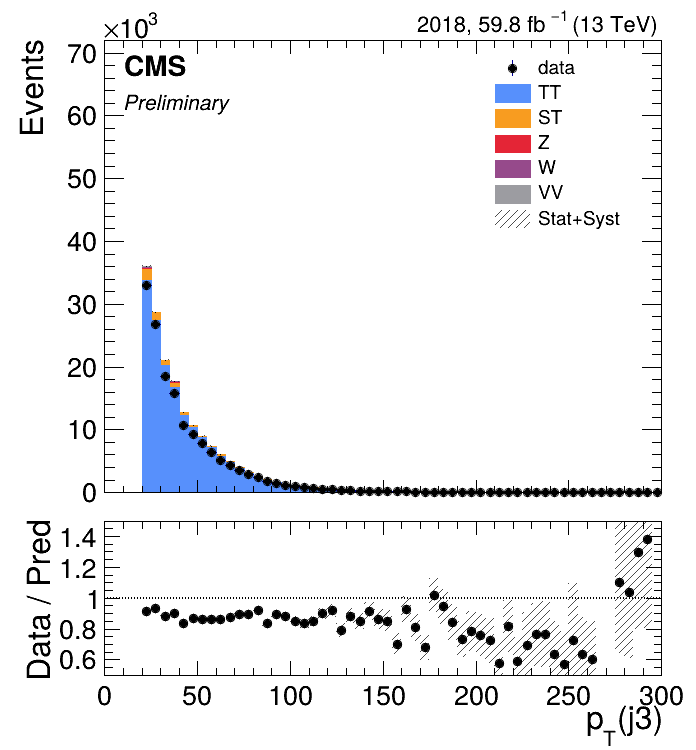 ×10³
2018, 59.8 fb⁻¹ (13 TeV)
Events
70
60
50
40
30
20
10
0
CMS
Preliminary
data
TT
ST
Z
W
VV
Stat+Syst
Data / Pred
1.4
1.2
1
0.8
0.6
0 50 100 150 200 250 300
p_T(j3)